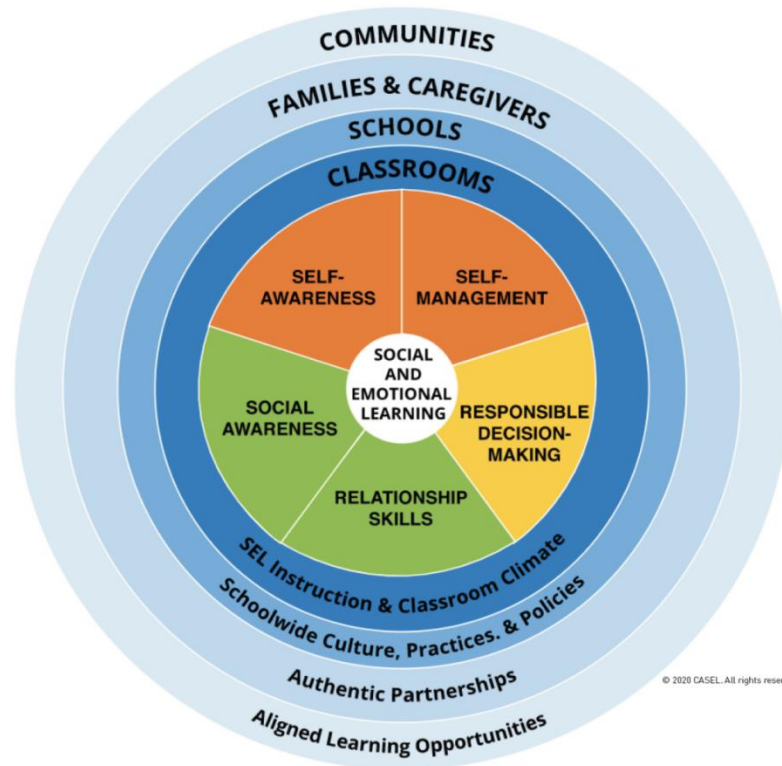 COMMUNITIES
FAMILIES & CAREGIVERS
SCHOOLS
CLASSROOMS
SELF-
AWARENESS
SELF-
MANAGEMENT
SOCIAL
AND
EMOTIONAL
LEARNING
SOCIAL
AWARENESS
RESPONSIBLE
DECISION-
MAKING
RELATIONSHIP
SKILLS
SEL Instruction & Classroom Climate
Schoolwide Culture, Practices. & Policies
Authentic Partnerships
Aligned Learning Opportunities
© 2020 CASEL. All rights reser